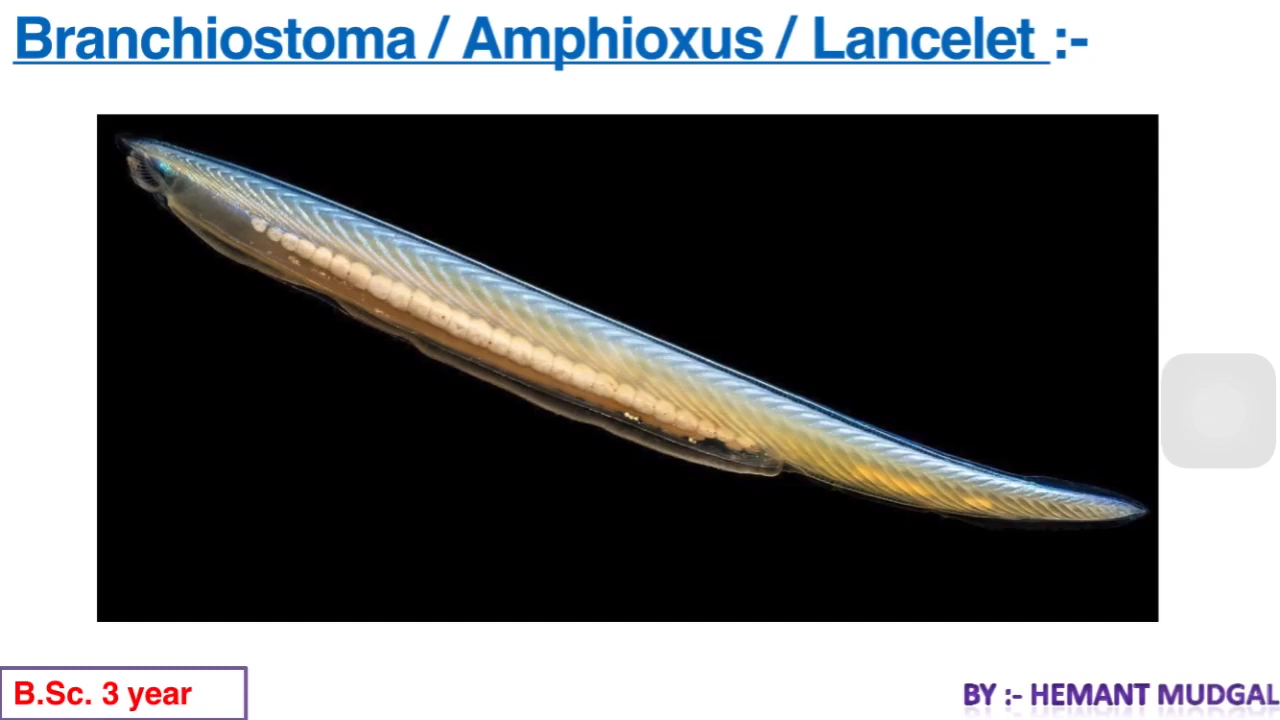 Branchiostoma / Amphioxus / Lancelet :-
B.Sc. 3 year
BY :- HEMANT MUDGAL